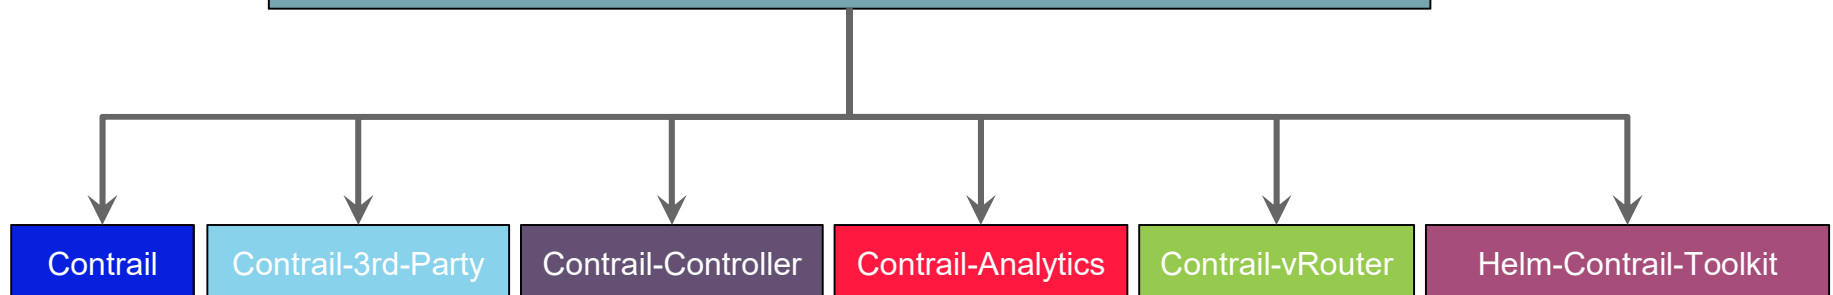 Contrail
Contrail-3rd-Party
Contrail-Controller
Contrail-Analytics
Contrail-vRouter
Helm-Contrail-Toolkit